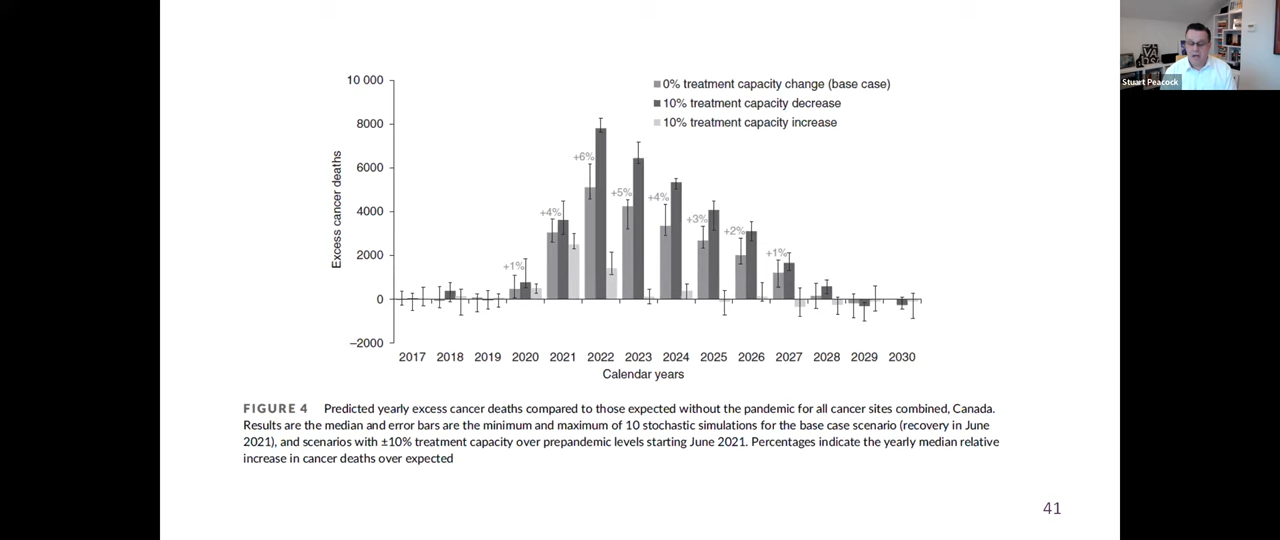 10 000
8000
6000
4000
2000
0
−2000
Excess cancer deaths
0% treatment capacity change (base case)
10% treatment capacity decrease
10% treatment capacity increase
+1%
+4%
+6%
+5%
+4%
+3%
+2%
+1%
2017 2018 2019 2020 2021 2022 2023 2024 2025 2026 2027 2028 2029 2030
Calendar years
FIGURE 4 Predicted yearly excess cancer deaths compared to those expected without the pandemic for all cancer sites combined, Canada.
Results are the median and error bars are the minimum and maximum of 10 stochastic simulations for the base case scenario (recovery in June
2021), and scenarios with ±10% treatment capacity over prepandemic levels starting June 2021. Percentages indicate the yearly median relative
increase in cancer deaths over expected
41
Stuart Peacock